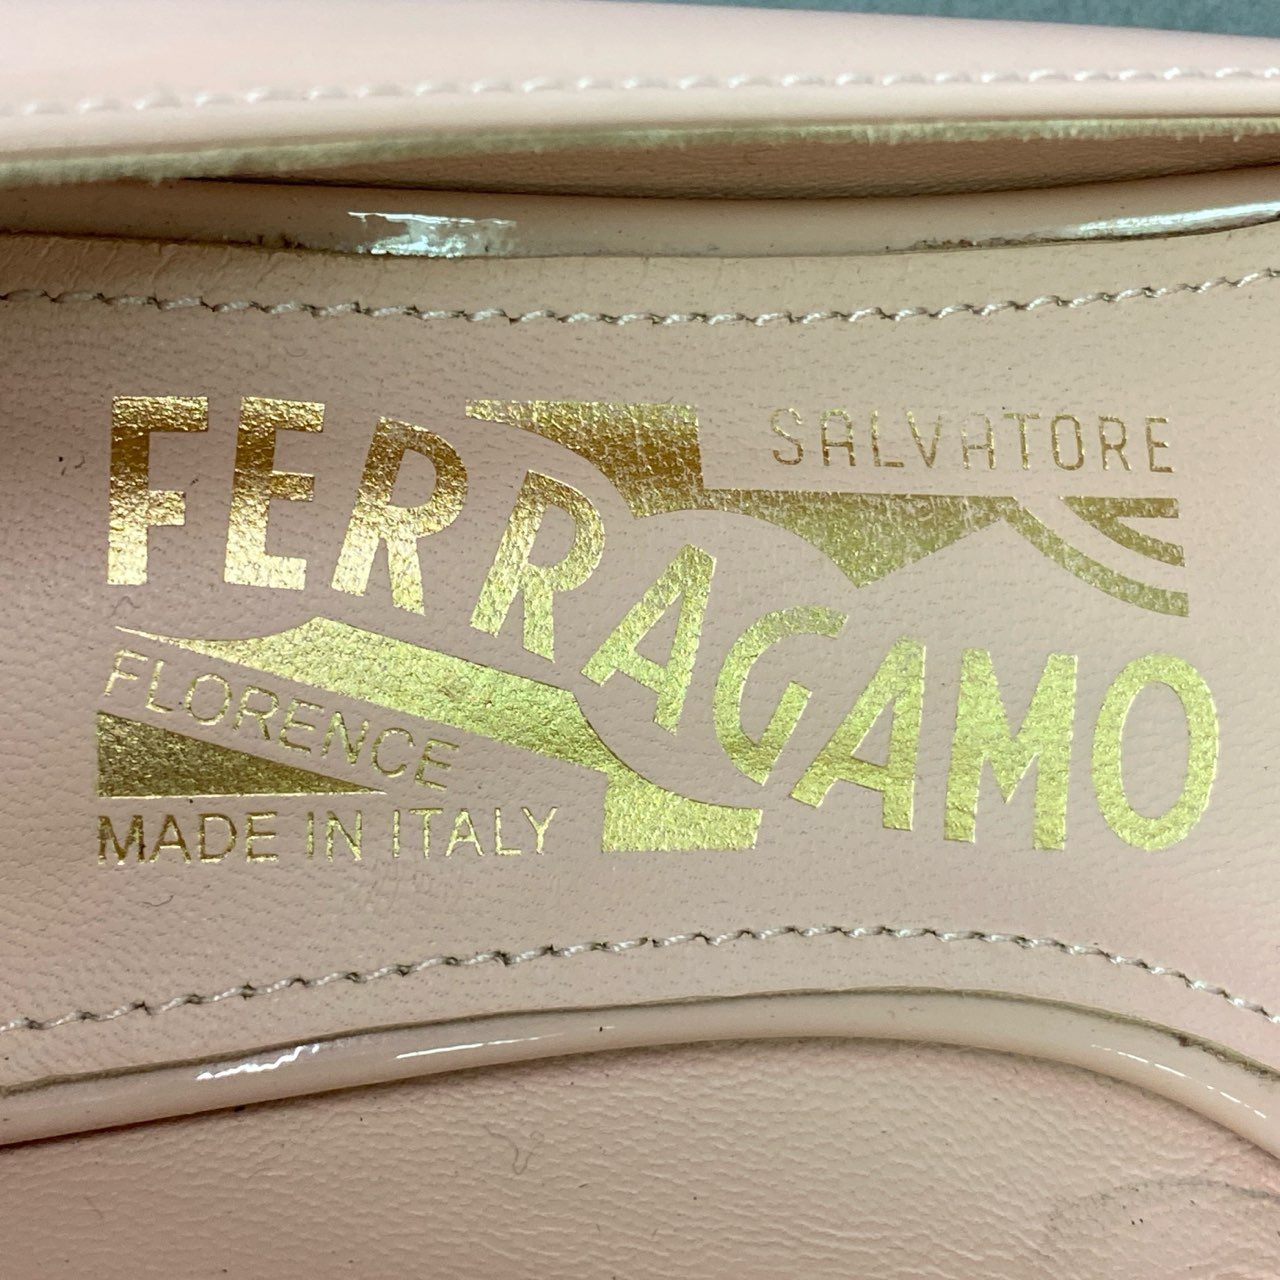 SALVATORE
FERRAGAMO
FLORENCE
MADE IN ITALY